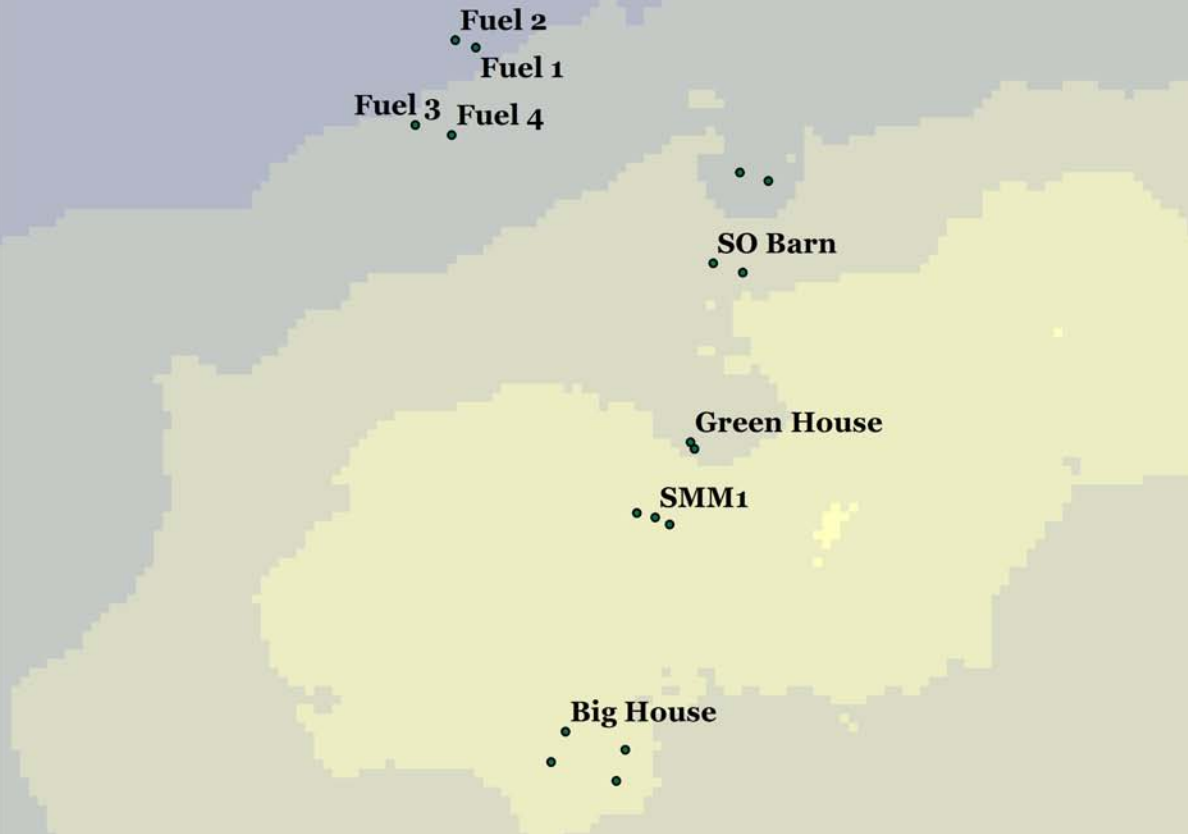 Fuel 2
Fuel 1
Fuel 3
Fuel 4
SO Barn
Green House
SMM1
Big House